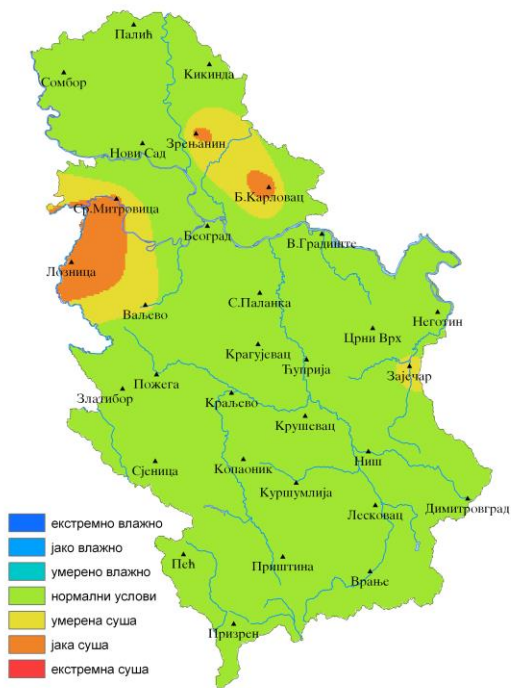 Палић
Сомбор
Кикинда
Зрењанин
Нови Сад
Б.Карловац
Ср.Митровица
Београд
В.Градиште
Лозница
С.Паланка
Ваљево
Неготин
Црни Врх
Крагујевац
Ћуприја
Зајечар
Пожега
Златибор
Краљево
Крушевац
Ниш
Сјеница
Копаоник
Куршумлија
Димитровград
Лесковац
Пећ
Приштина
Врање
Призрен
екстремно влажно
јако влажно
умерено влажно
нормални услови
умерена суша
јака суша
екстремна суша